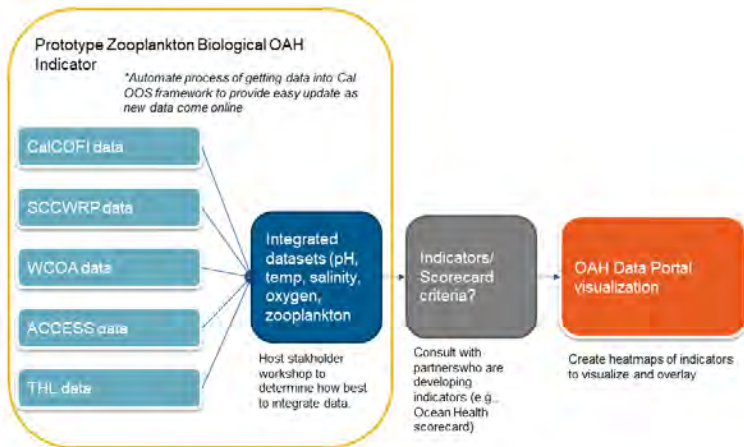 Prototype Zooplankton Biological OAH
Indicator
*Automate process of getting data into Cal
OOS framework to provide easy update as
new data come online
CalCOFI data
SCCWRP data
WCOA data
ACCESS data
THL data
Integrated
datasets (pH,
temp, salinity,
oxygen,
zooplankton
Host stakholder
workshop to
determine how best
to integrate data.
Indicators/
Scorecard
criteria?
Consult with
partnerswho are
developing
indicators (e.g.,
Ocean Health
scorecard)
OAH Data Portal
visualization
Create heatmaps of indicators
to visualize and overlay